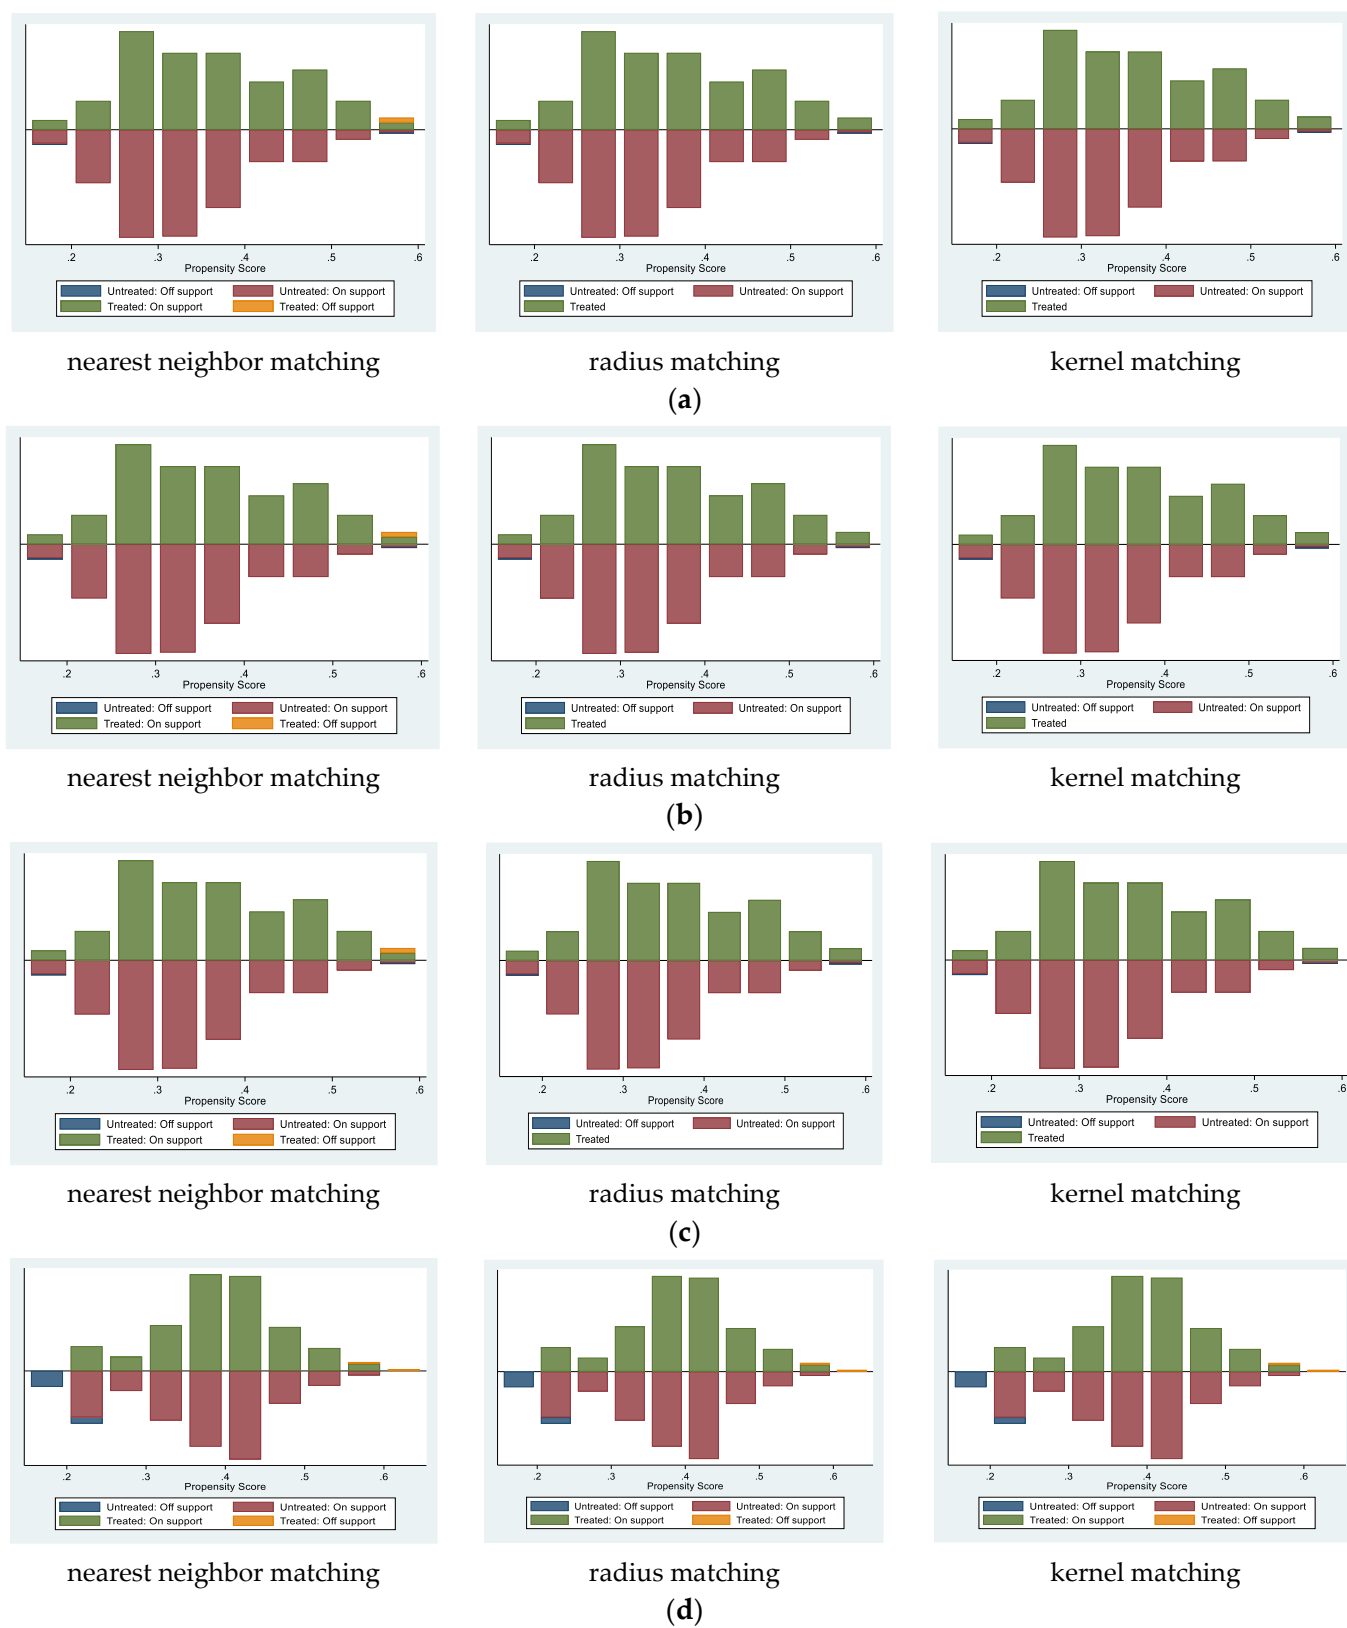 .2 .3 .4 .5 .6
Propensity Score
Untreated: Off support Untreated: On support
Treated: On support Treated: Off support
nearest neighbor matching
.2 .3 .4 .5 .6
Propensity Score
Untreated: Off support Untreated: On support
Treated
radius matching
.2 .3 .4 .5 .6
Propensity Score
Untreated: Off support Untreated: On support
Treated
kernel matching
(a)
.2 .3 .4 .5 .6
Propensity Score
Untreated: Off support Untreated: On support
Treated: On support Treated: Off support
nearest neighbor matching
.2 .3 .4 .5 .6
Propensity Score
Untreated: Off support Untreated: On support
Treated
radius matching
.2 .3 .4 .5 .6
Propensity Score
Untreated: Off support Untreated: On support
Treated
kernel matching
(b)
.2 .3 .4 .5 .6
Propensity Score
Untreated: Off support Untreated: On support
Treated: On support Treated: Off support
nearest neighbor matching
.2 .3 .4 .5 .6
Propensity Score
Untreated: Off support Untreated: On support
Treated
radius matching
.2 .3 .4 .5 .6
Propensity Score
Untreated: Off support Untreated: On support
Treated
kernel matching
(c)
.2 .3 .4 .5 .6
Propensity Score
Untreated: Off support Untreated: On support
Treated: On support Treated: Off support
nearest neighbor matching
.2 .3 .4 .5 .6
Propensity Score
Untreated: Off support Untreated: On support
Treated: On support Treated: Off support
radius matching
.2 .3 .4 .5 .6
Propensity Score
Untreated: Off support Untreated: On support
Treated: On support Treated: Off support
kernel matching
(d)